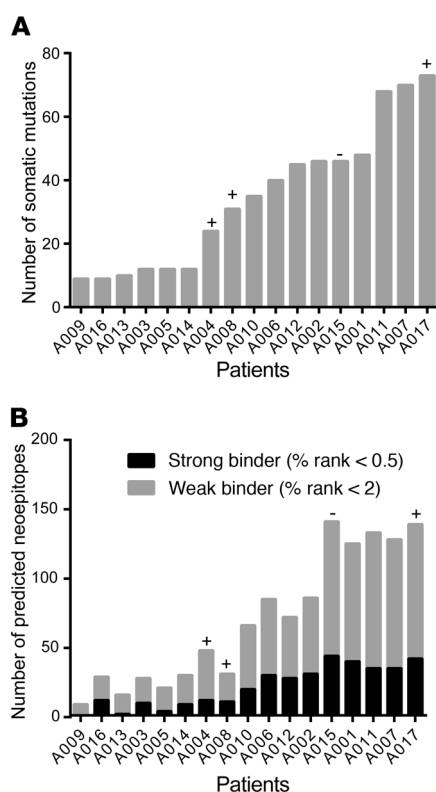 A
Number of somatic mutations
80
60
40
20
0
+
+
-
+
A009 A016 A013 A003 A005 A014 A004 A008 A010 A006 A012 A002 A015 A001 A011 A007 A017
Patients
B
Number of predicted neoepitopes
200
150
100
50
0
Strong binder (% rank < 0.5)
Weak binder (% rank < 2)
+
+
-
+
A009 A016 A013 A003 A005 A014 A004 A008 A010 A006 A012 A002 A015 A001 A011 A007 A017
Patients